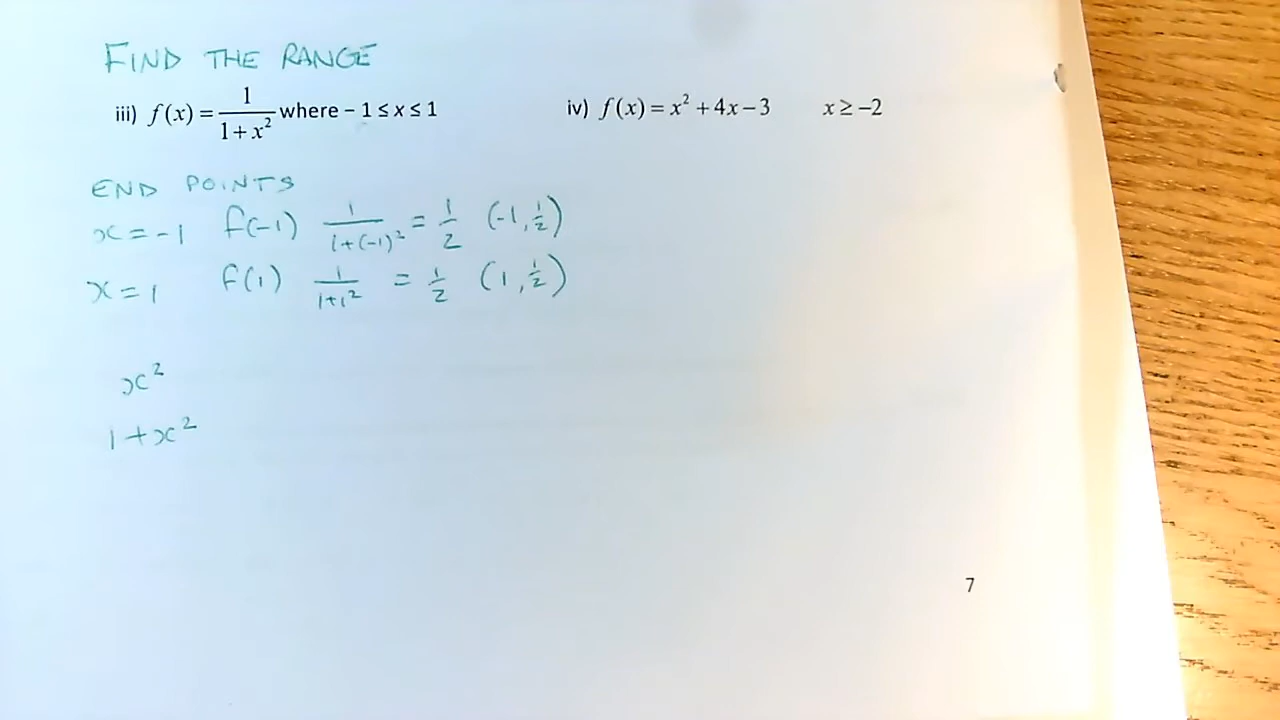 FIND THE RANGE
iii) f(x) = 1/(1+x²) where – 1 ≤ x ≤ 1 iv) f(x) = x² + 4x – 3 x ≥ –2
END POINTS
x = -1 f(-1) 1/(1+(-1)²) = 1/2 (-1, 1/2)
x = 1 f(1) 1/(1+1²) = 1/2 (1, 1/2)
x²
1 + x²
7